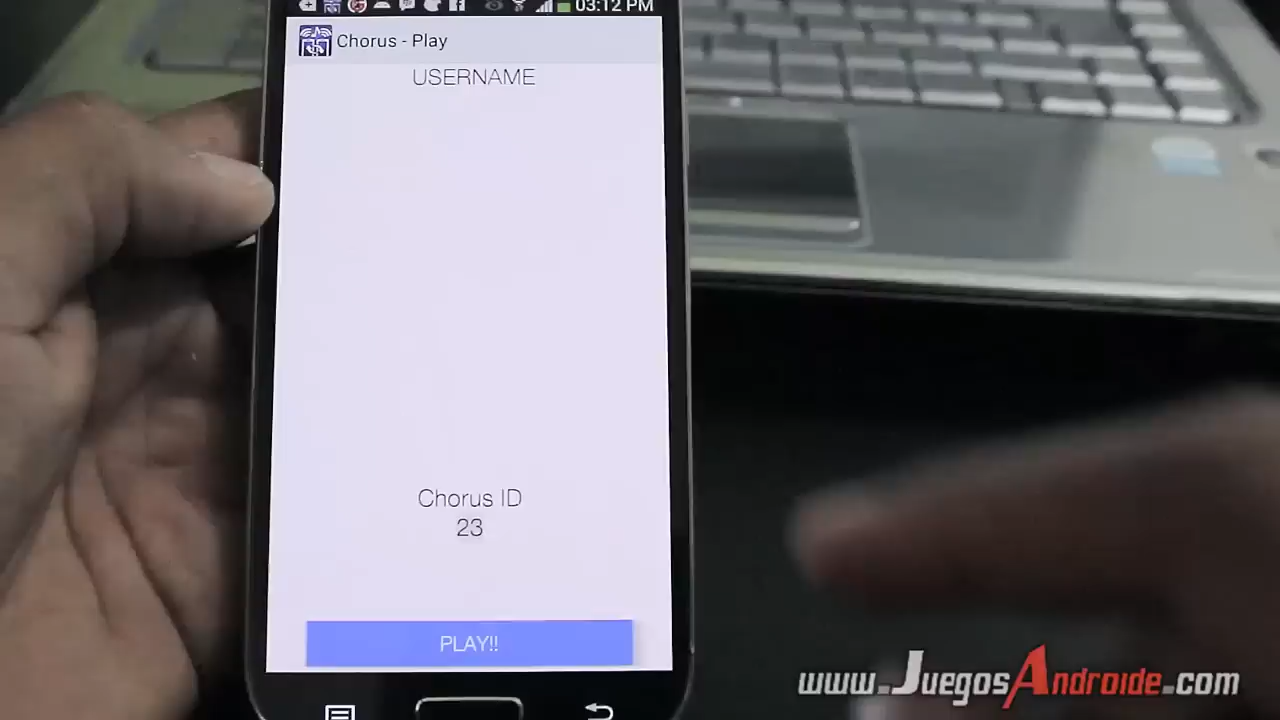 03:12 PM
Chorus - Play
USERNAME
Chorus ID
23
PLAY!!
www.JuegosAndroide.com